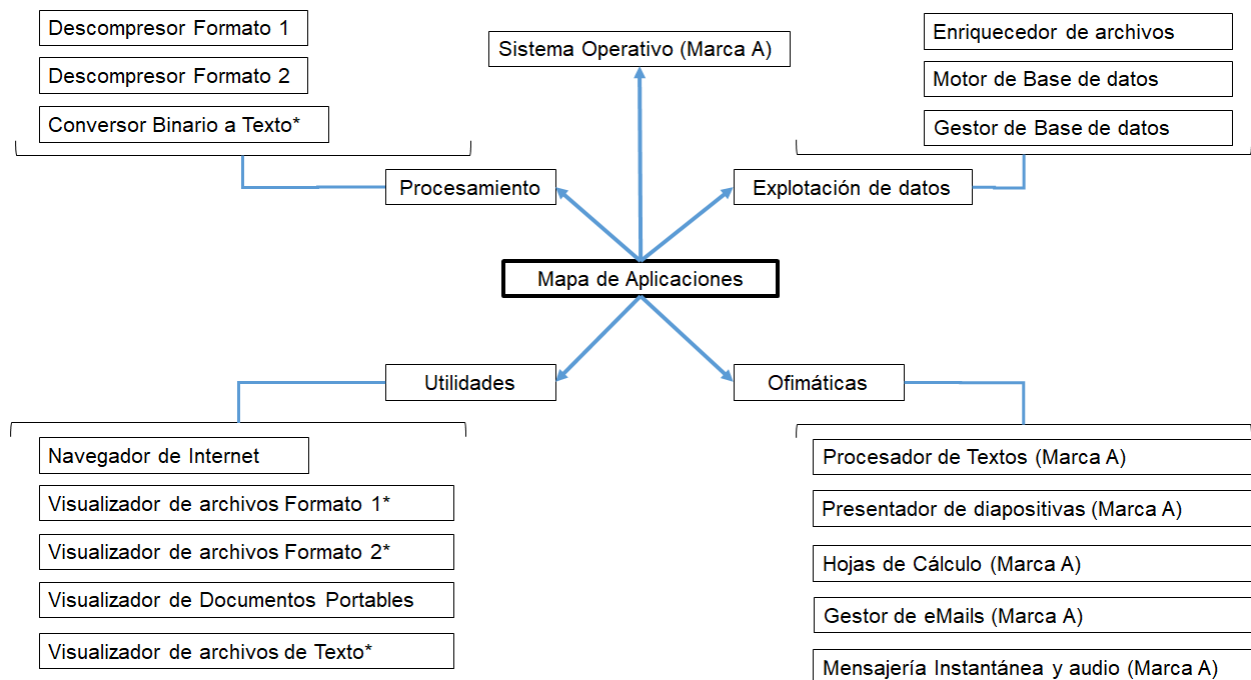 Descompresor Formato 1
Descompresor Formato 2
Conversor Binario a Texto*
Procesamiento
Sistema Operativo (Marca A)
Enriquecedor de archivos
Motor de Base de datos
Gestor de Base de datos
Explotación de datos
Mapa de Aplicaciones
Utilidades
Navegador de Internet
Visualizador de archivos Formato 1*
Visualizador de archivos Formato 2*
Visualizador de Documentos Portables
Visualizador de archivos de Texto*
Ofimáticas
Procesador de Textos (Marca A)
Presentador de diapositivas (Marca A)
Hojas de Cálculo (Marca A)
Gestor de eMails (Marca A)
Mensajería Instantánea y audio (Marca A)